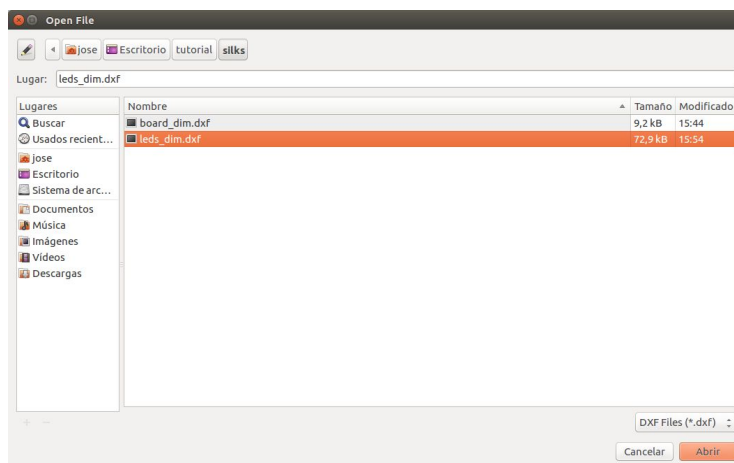 Open File
jose Escritorio tutorial silks
Lugar: leds_dim.dxf
Lugares Nombre Tamaño Modificado
Buscar board_dim.dxf 9,2 kB 15:44
Usados recient... leds_dim.dxf 72,9 kB 15:54
jose
Escritorio
Sistema de arc...
Documentos
Música
Imágenes
Vídeos
Descargas
DXF Files (*.dxf)
Cancelar Abrir